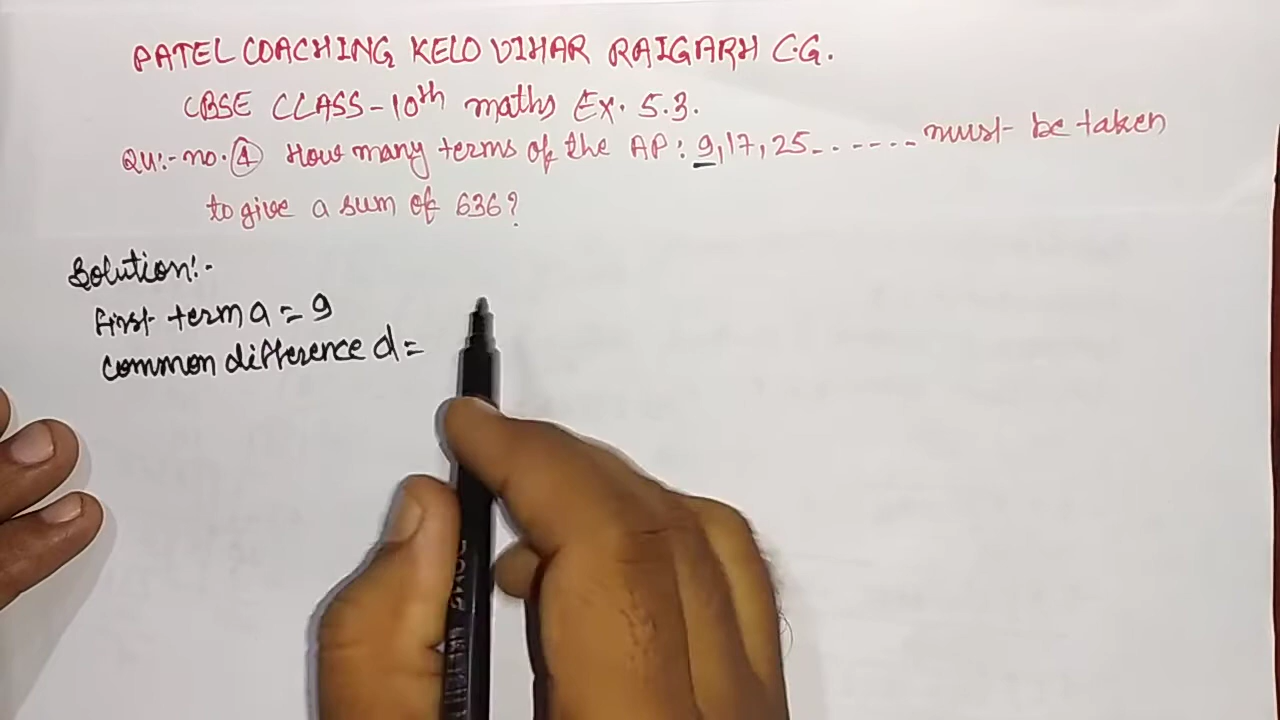 PATEL COACHING KELO VIHAR RAIGARH C.G.
CBSE CLASS-10th maths Ex. 5.3.
QU:-no.④ How many terms of the AP: 9,17,25....... must be taken
to give a sum of 636?
Solution:-
First term a = 9
Common difference d =